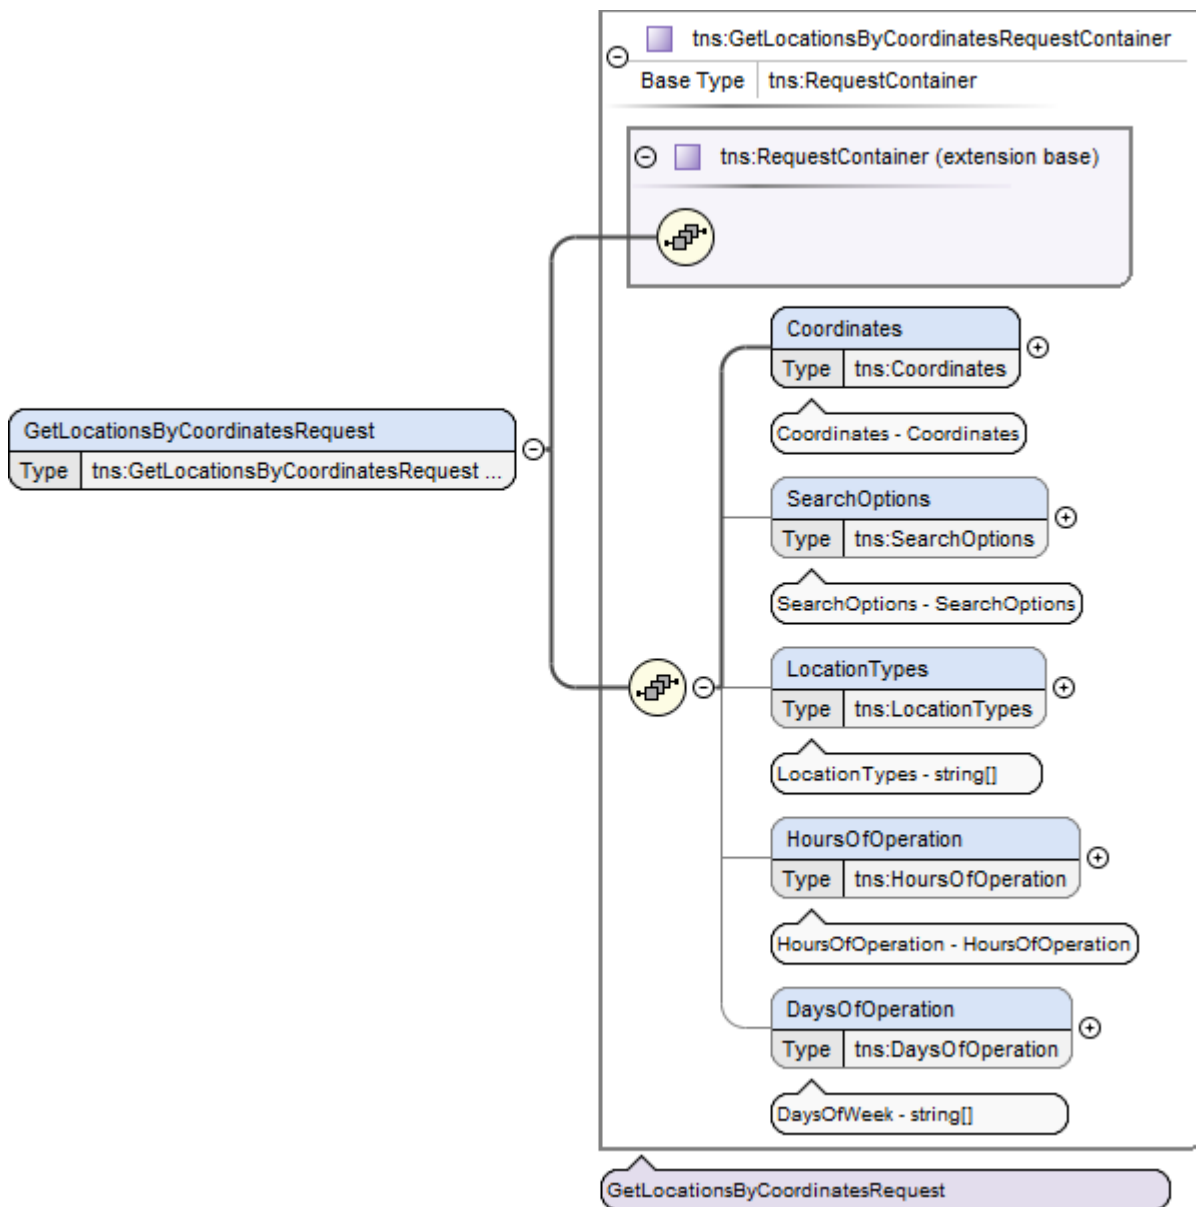 tns:GetLocationsByCoordinatesRequestContainer
Base Type tns:RequestContainer
tns:RequestContainer (extension base)
GetLocationsByCoordinatesRequest
Type tns:GetLocationsByCoordinatesRequest ...
Coordinates
Type tns:Coordinates
Coordinates - Coordinates
SearchOptions
Type tns:SearchOptions
SearchOptions - SearchOptions
LocationTypes
Type tns:LocationTypes
LocationTypes - string[]
HoursOfOperation
Type tns:HoursOfOperation
HoursOfOperation - HoursOfOperation
DaysOfOperation
Type tns:DaysOfOperation
DaysOfWeek - string[]
GetLocationsByCoordinatesRequest